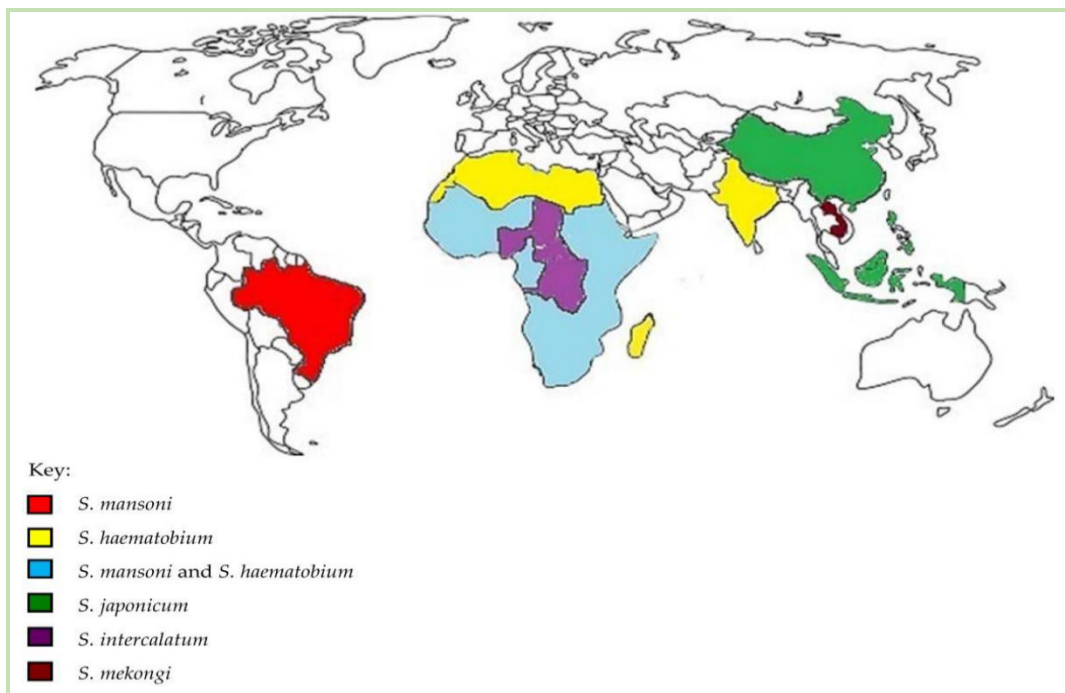 Key:
S. mansoni
S. haematobium
S. mansoni and S. haematobium
S. japonicum
S. intercalatum
S. mekongi